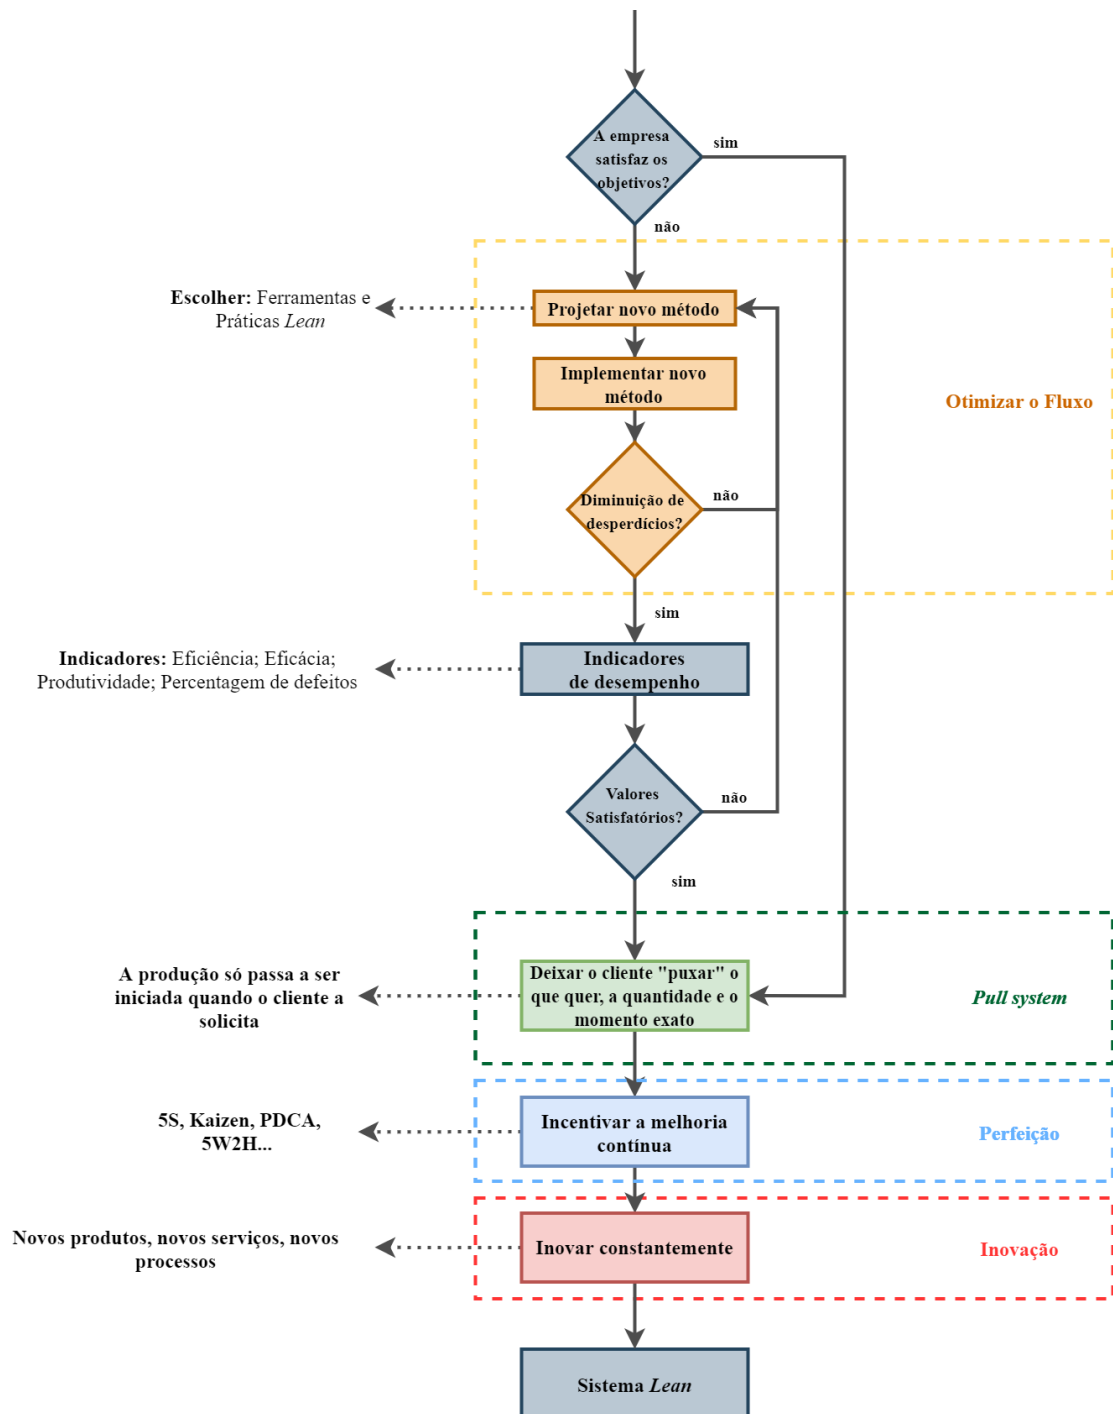 A empresa
satisfaz os
objetivos?
sim
não
Escolher: Ferramentas e
Práticas Lean
Projetar novo método
Implementar novo
método
Otimizar o Fluxo
Diminuição de
desperdícios?
não
sim
Indicadores: Eficiência; Eficácia;
Produtividade; Percentagem de defeitos
Indicadores
de desempenho
Valores
Satisfatórios?
não
sim
A produção só passa a ser
iniciada quando o cliente a
solicita
Deixar o cliente "puxar" o
que quer, a quantidade e o
momento exato
Pull system
5S, Kaizen, PDCA,
5W2H...
Incentivar a melhoria
contínua
Perfeição
Novos produtos, novos serviços, novos
processos
Inovar constantemente
Inovação
Sistema Lean